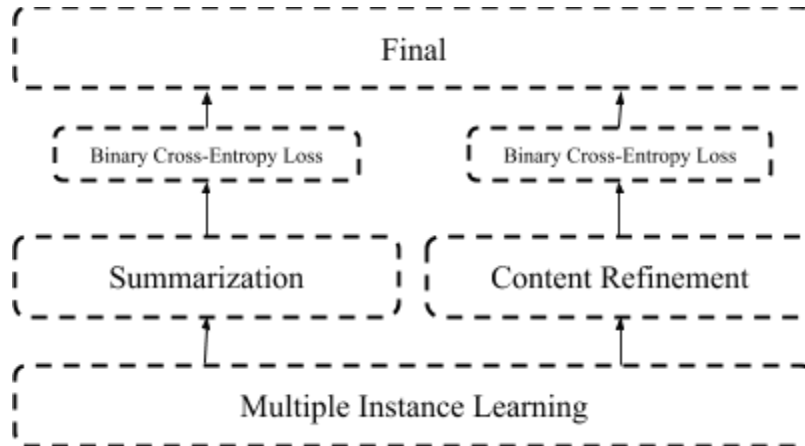 Final
Binary Cross-Entropy Loss
Binary Cross-Entropy Loss
Summarization
Content Refinement
Multiple Instance Learning